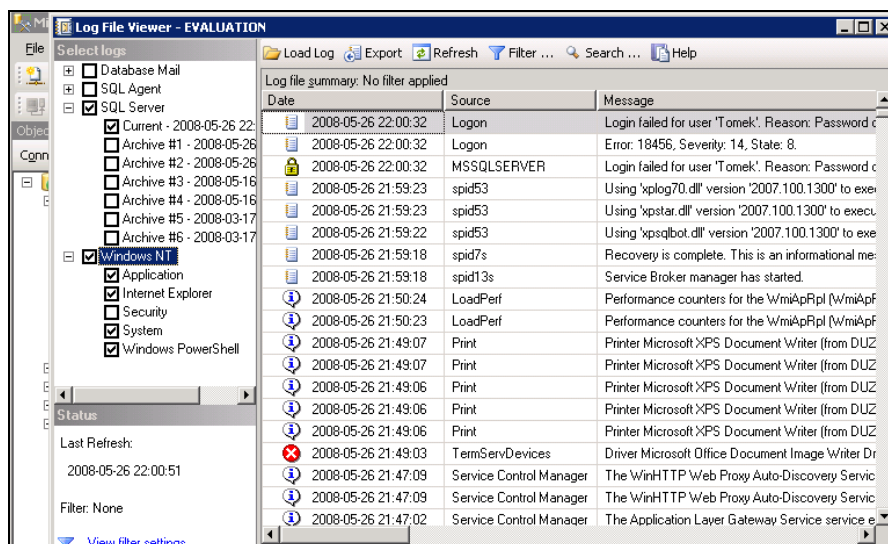 Log File Viewer - EVALUATION
File
Select logs
Load Log Export Refresh Filter ... Search ... Help
Database Mail
SQL Agent
SQL Server
Current - 2008-05-26 22:
Archive #1 - 2008-05-26
Archive #2 - 2008-05-26
Archive #3 - 2008-05-16
Archive #4 - 2008-05-16
Archive #5 - 2008-03-17
Archive #6 - 2008-03-17
Windows NT
Application
Internet Explorer
Security
System
Windows PowerShell
Status
Last Refresh:
2008-05-26 22:00:51
Filter: None
View filter settings
Log file summary: No filter applied
Date Source Message
2008-05-26 22:00:32 Logon Login failed for user 'Tomek'. Reason: Password
2008-05-26 22:00:32 Logon Error: 18456, Severity: 14, State: 8.
2008-05-26 22:00:32 MSSQLSERVER Login failed for user 'Tomek'. Reason: Password
2008-05-26 21:59:23 spid53 Using 'xplog70.dll' version '2007.100.1300' to exe
2008-05-26 21:59:23 spid53 Using 'xpstar.dll' version '2007.100.1300' to execu
2008-05-26 21:59:22 spid53 Using 'xpsqlbot.dll' version '2007.100.1300' to exe
2008-05-26 21:59:18 spid7s Recovery is complete. This is an informational me
2008-05-26 21:59:18 spid13s Service Broker manager has started.
2008-05-26 21:50:24 LoadPerf Performance counters for the WmiApRpl (WmiApF
2008-05-26 21:50:23 LoadPerf Performance counters for the WmiApRpl (WmiApF
2008-05-26 21:49:07 Print Printer Microsoft XPS Document Writer (from DUZ
2008-05-26 21:49:07 Print Printer Microsoft XPS Document Writer (from DUZ
2008-05-26 21:49:06 Print Printer Microsoft XPS Document Writer (from DUZ
2008-05-26 21:49:06 Print Printer Microsoft XPS Document Writer (from DUZ
2008-05-26 21:49:06 Print Printer Microsoft XPS Document Writer (from DUZ
2008-05-26 21:49:03 TermServDevices Driver Microsoft Office Document Image Writer Dr
2008-05-26 21:47:09 Service Control Manager The WinHTTP Web Proxy Auto-Discovery Servic
2008-05-26 21:47:09 Service Control Manager The WinHTTP Web Proxy Auto-Discovery Servic
2008-05-26 21:47:02 Service Control Manager The Application Layer Gateway Service service e